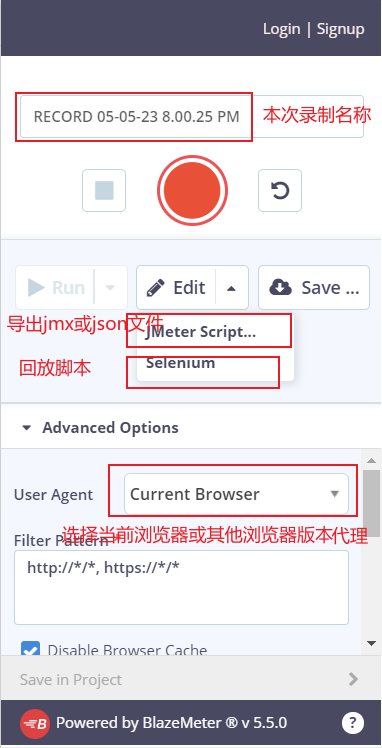 Login | Signup
RECORD 05-05-23 8.00.25 PM
本次录制名称
Run
Edit
Save ...
导出jmx或json文件
JMeter Script...
回放脚本
Selenium
Advanced Options
User Agent
Current Browser
选择当前浏览器或其他浏览器版本代理
Filter Pattern
http://*/*, https://*/*
Disable Browser Cache
Save in Project
B
Powered by BlazeMeter ® v 5.5.0
?